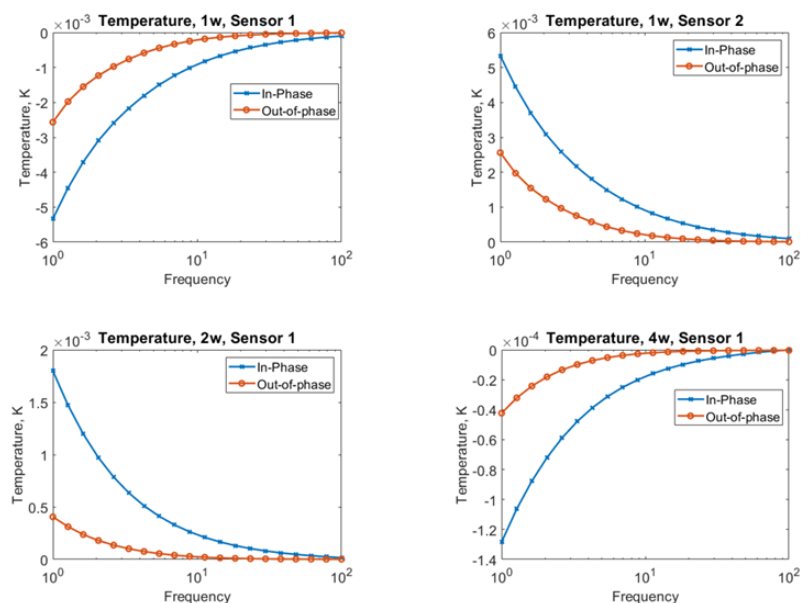 ×10⁻³ Temperature, 1w, Sensor 1
0
-1
-2
-3
-4
-5
-6
Temperature, K
In-Phase
Out-of-phase
10⁰ 10¹ 10²
Frequency
×10⁻³ Temperature, 1w, Sensor 2
6
5
4
3
2
1
0
Temperature, K
In-Phase
Out-of-phase
10⁰ 10¹ 10²
Frequency
×10⁻³ Temperature, 2w, Sensor 1
2
1.5
1
0.5
0
Temperature, K
In-Phase
Out-of-phase
10⁰ 10¹ 10²
Frequency
×10⁻⁴ Temperature, 4w, Sensor 1
0
-0.2
-0.4
-0.6
-0.8
-1
-1.2
-1.4
Temperature, K
In-Phase
Out-of-phase
10⁰ 10¹ 10²
Frequency